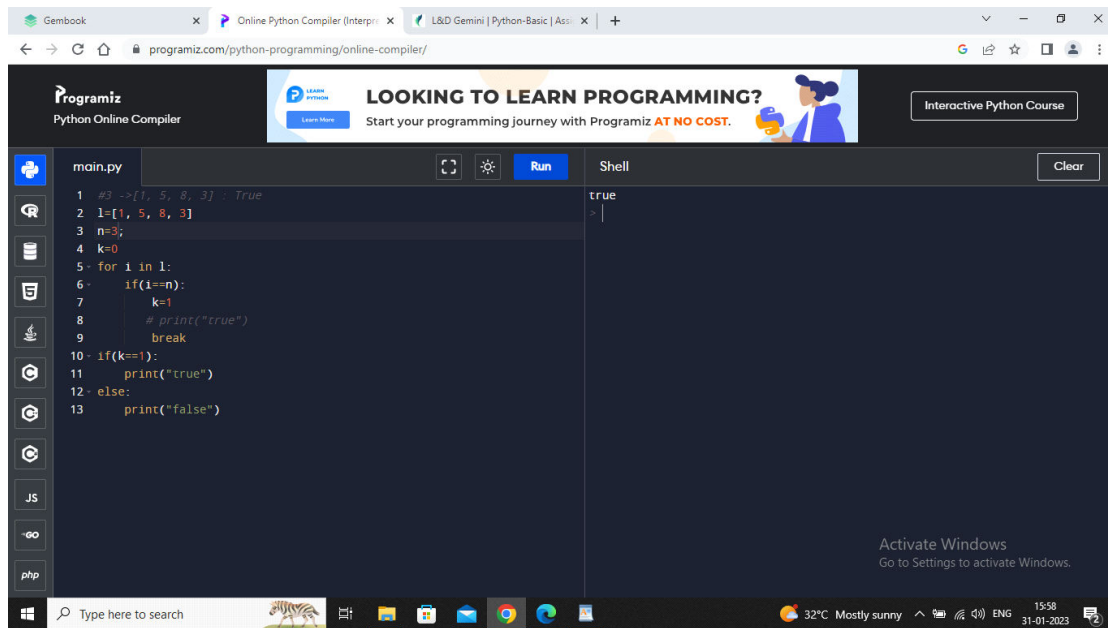 Gembook
Online Python Compiler (Interpre
L&D Gemini | Python-Basic | Assi
programiz.com/python-programming/online-compiler/
Programiz
Python Online Compiler
LEARN PYTHON
Learn More
LOOKING TO LEARN PROGRAMMING?
Start your programming journey with Programiz AT NO COST.
Interactive Python Course
main.py
Run
Shell
Clear
1 #3 ->[1, 5, 8, 3] : True
2 l=[1, 5, 8, 3]
3 n=3;
4 k=0
5 for i in l:
6 if(i==n):
7 k=1
8 # print("true")
9 break
10 if(k==1):
11 print("true")
12 else:
13 print("false")
true
>
JS
GO
php
Activate Windows
Go to Settings to activate Windows.
Type here to search
32°C Mostly sunny
ENG
15:58
31-01-2023
2